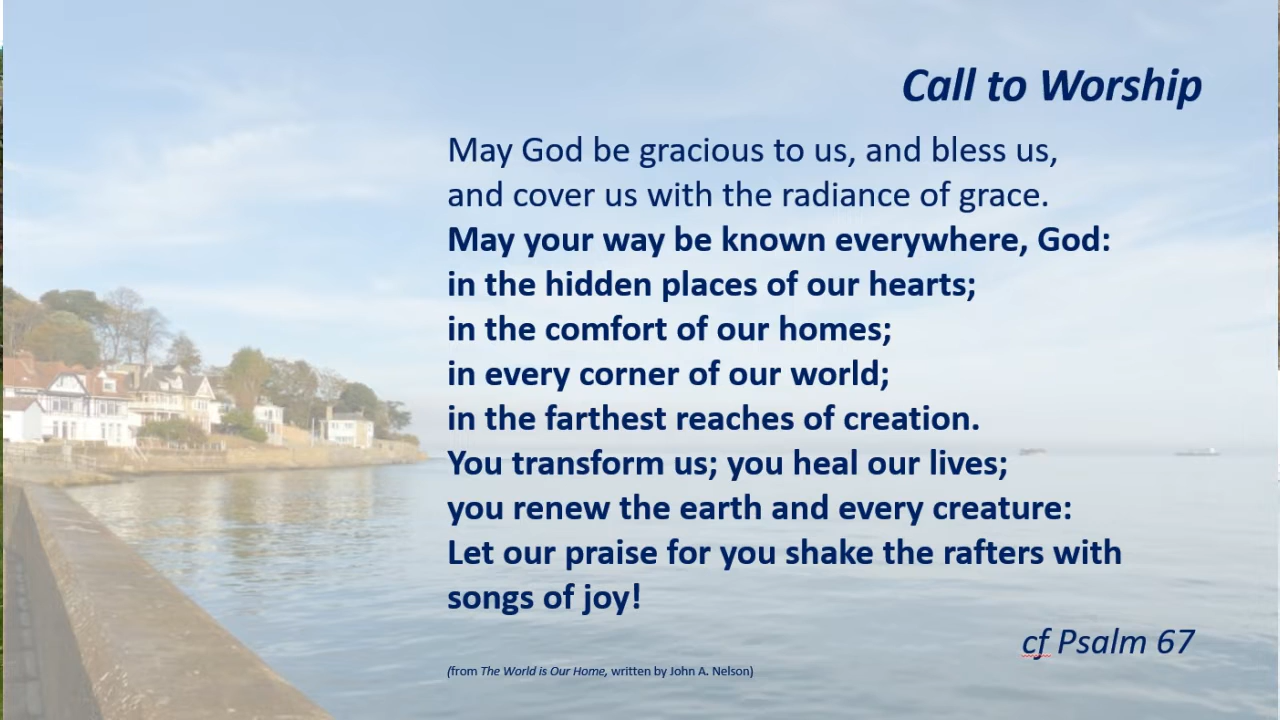 Call to Worship
May God be gracious to us, and bless us,
and cover us with the radiance of grace.
May your way be known everywhere, God:
in the hidden places of our hearts;
in the comfort of our homes;
in every corner of our world;
in the farthest reaches of creation.
You transform us; you heal our lives;
you renew the earth and every creature:
Let our praise for you shake the rafters with
songs of joy!
cf Psalm 67
(from The World is Our Home, written by John A. Nelson)